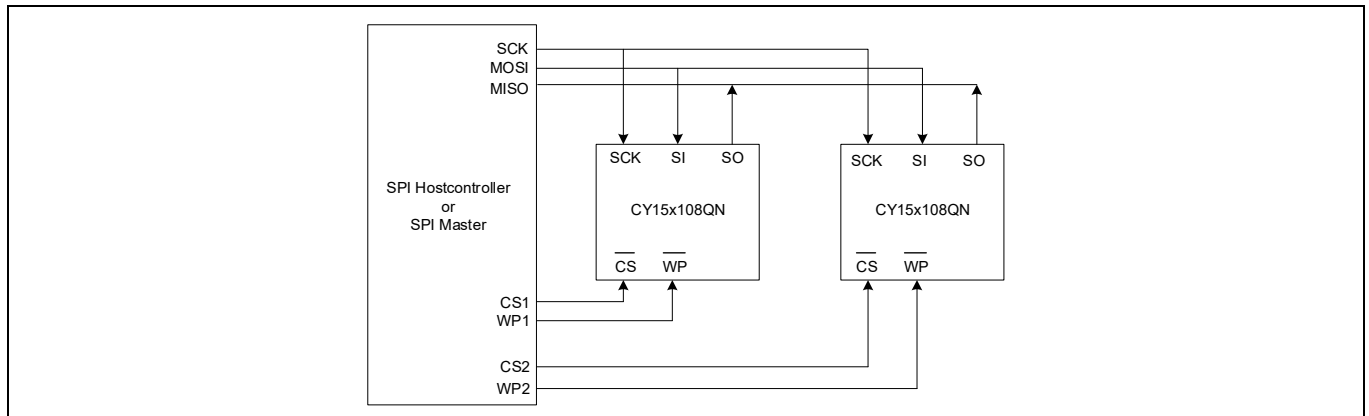 SCK
MOSI
MISO
SPI Hostcontroller
or
SPI Master
CS1
WP1
CS2
WP2
SCK SI SO
CY15x108QN
CS WP
SCK SI SO
CY15x108QN
CS WP